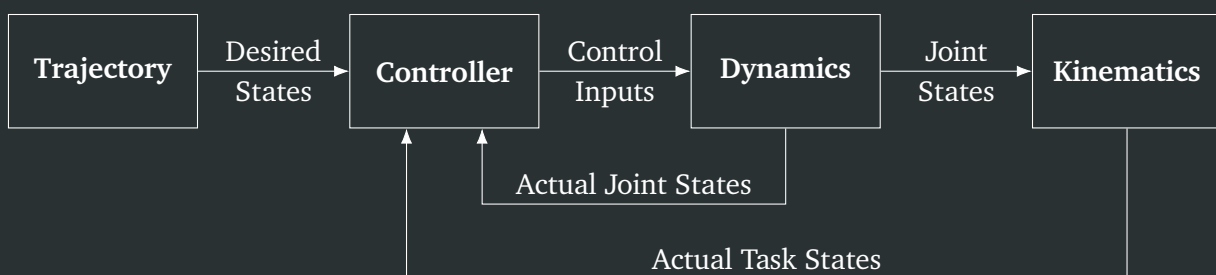 Trajectory
Desired
States
Controller
Control
Inputs
Dynamics
Joint
States
Kinematics
Actual Joint States
Actual Task States